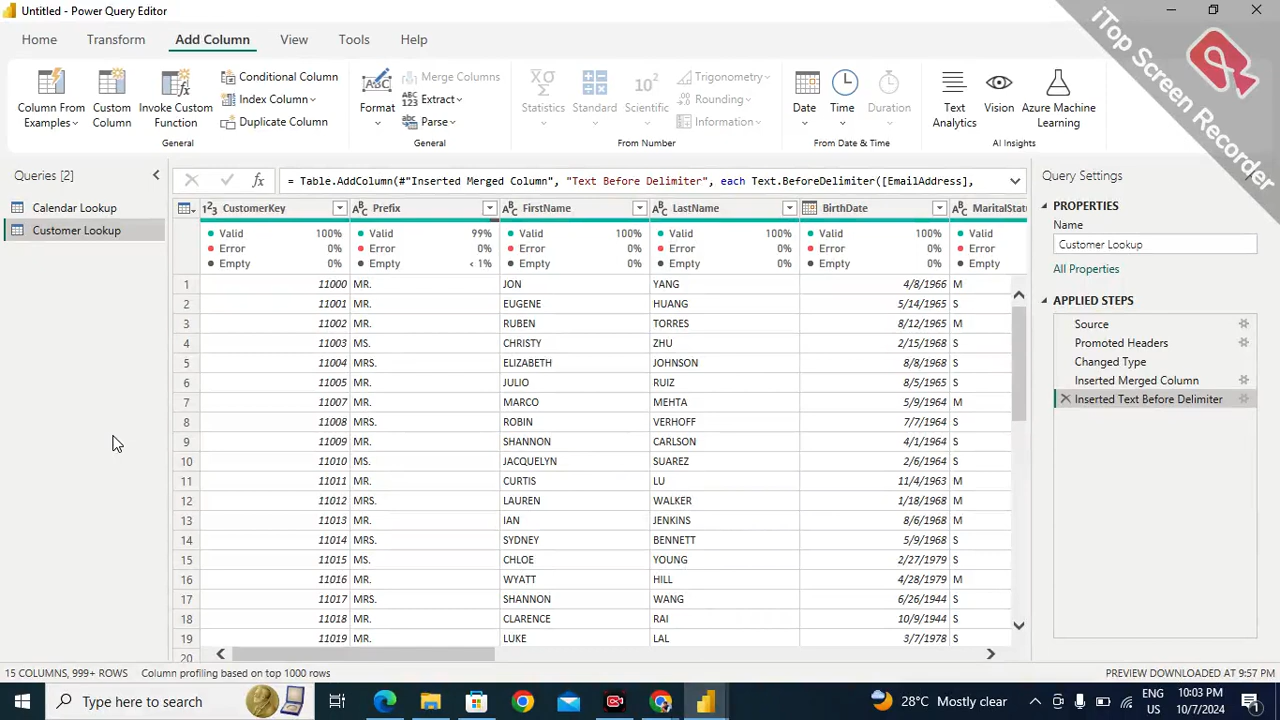 Untitled - Power Query Editor
iTop Screen Recorder
Home Transform Add Column View Tools Help
Column From Examples
Custom Column
Invoke Custom Function
Conditional Column
Index Column
Duplicate Column
General
Format
Merge Columns
Extract
Parse
General
Statistics
Standard
Scientific
Trigonometry
Rounding
Information
From Number
Date
Time
Duration
From Date & Time
Text Analytics
Vision
Azure Machine Learning
AI Insights
Queries [2]
Calendar Lookup
Customer Lookup
fx = Table.AddColumn(#"Inserted Merged Column", "Text Before Delimiter", each Text.BeforeDelimiter([EmailAddress],
CustomerKey Prefix FirstName LastName BirthDate MaritalStatu
Valid 100% Valid 99% Valid 100% Valid 100% Valid 100% Valid
Error 0% Error 0% Error 0% Error 0% Error 0% Error
Empty 0% Empty < 1% Empty 0% Empty 0% Empty 0% Empty
1 11000 MR. JON YANG 4/8/1966 M
2 11001 MR. EUGENE HUANG 5/14/1965 S
3 11002 MR. RUBEN TORRES 8/12/1965 M
4 11003 MS. CHRISTY ZHU 2/15/1968 S
5 11004 MRS. ELIZABETH JOHNSON 8/8/1968 S
6 11005 MR. JULIO RUIZ 8/5/1965 S
7 11007 MR. MARCO MEHTA 5/9/1964 M
8 11008 MRS. ROBIN VERHOFF 7/7/1964 S
9 11009 MR. SHANNON CARLSON 4/1/1964 S
10 11010 MS. JACQUELYN SUAREZ 2/6/1964 S
11 11011 MR. CURTIS LU 11/4/1963 M
12 11012 MRS. LAUREN WALKER 1/18/1968 M
13 11013 MR. IAN JENKINS 8/6/1968 M
14 11014 MRS. SYDNEY BENNETT 5/9/1968 S
15 11015 MS. CHLOE YOUNG 2/27/1979 S
16 11016 MR. WYATT HILL 4/28/1979 M
17 11017 MRS. SHANNON WANG 6/26/1944 S
18 11018 MR. CLARENCE RAI 10/9/1944 S
19 11019 MR. LUKE LAL 3/7/1978 S
20
Query Settings
PROPERTIES
Name
Customer Lookup
All Properties
APPLIED STEPS
Source
Promoted Headers
Changed Type
Inserted Merged Column
Inserted Text Before Delimiter
15 COLUMNS, 999+ ROWS Column profiling based on top 1000 rows PREVIEW DOWNLOADED AT 9:57 PM
Type here to search
28°C Mostly clear
ENG
US
10:03 PM
10/7/2024
1